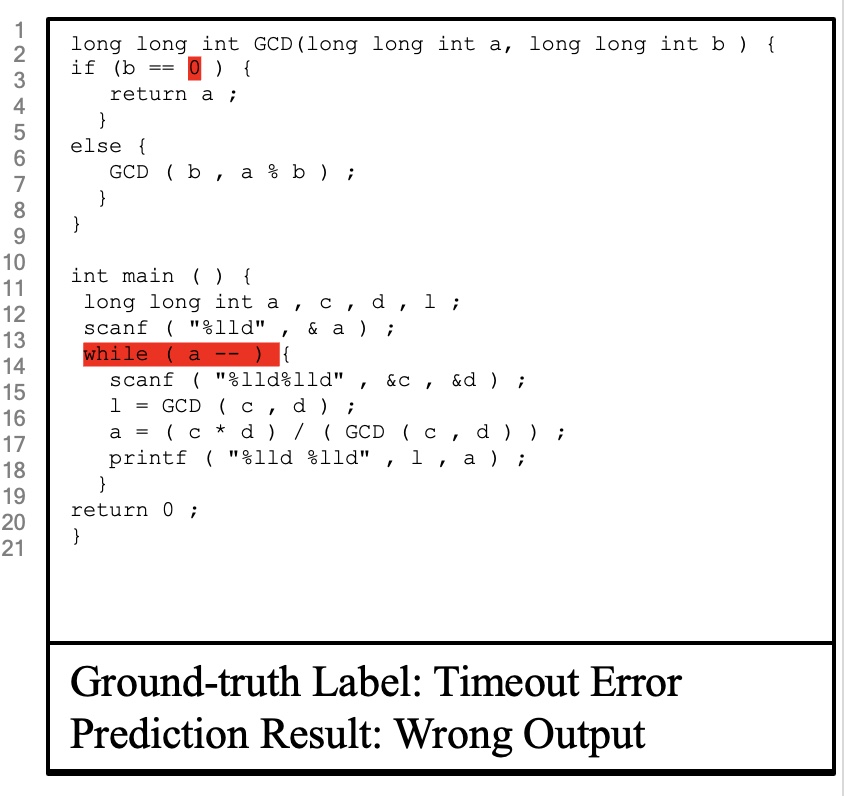 1
2 long long int GCD(long long int a, long long int b ) {
3 if (b == 0 ) {
4 return a ;
5 }
6 else {
7 GCD ( b , a % b ) ;
8 }
9 }
10
11 int main ( ) {
12 long long int a , c , d , l ;
13 scanf ( "%lld" , & a ) ;
14 while ( a -- ) {
15 scanf ( "%lld%lld" , &c , &d ) ;
16 l = GCD ( c , d ) ;
17 a = ( c * d ) / ( GCD ( c , d ) ) ;
18 printf ( "%lld %lld" , l , a ) ;
19 }
20 return 0 ;
21 }
Ground-truth Label: Timeout Error
Prediction Result: Wrong Output